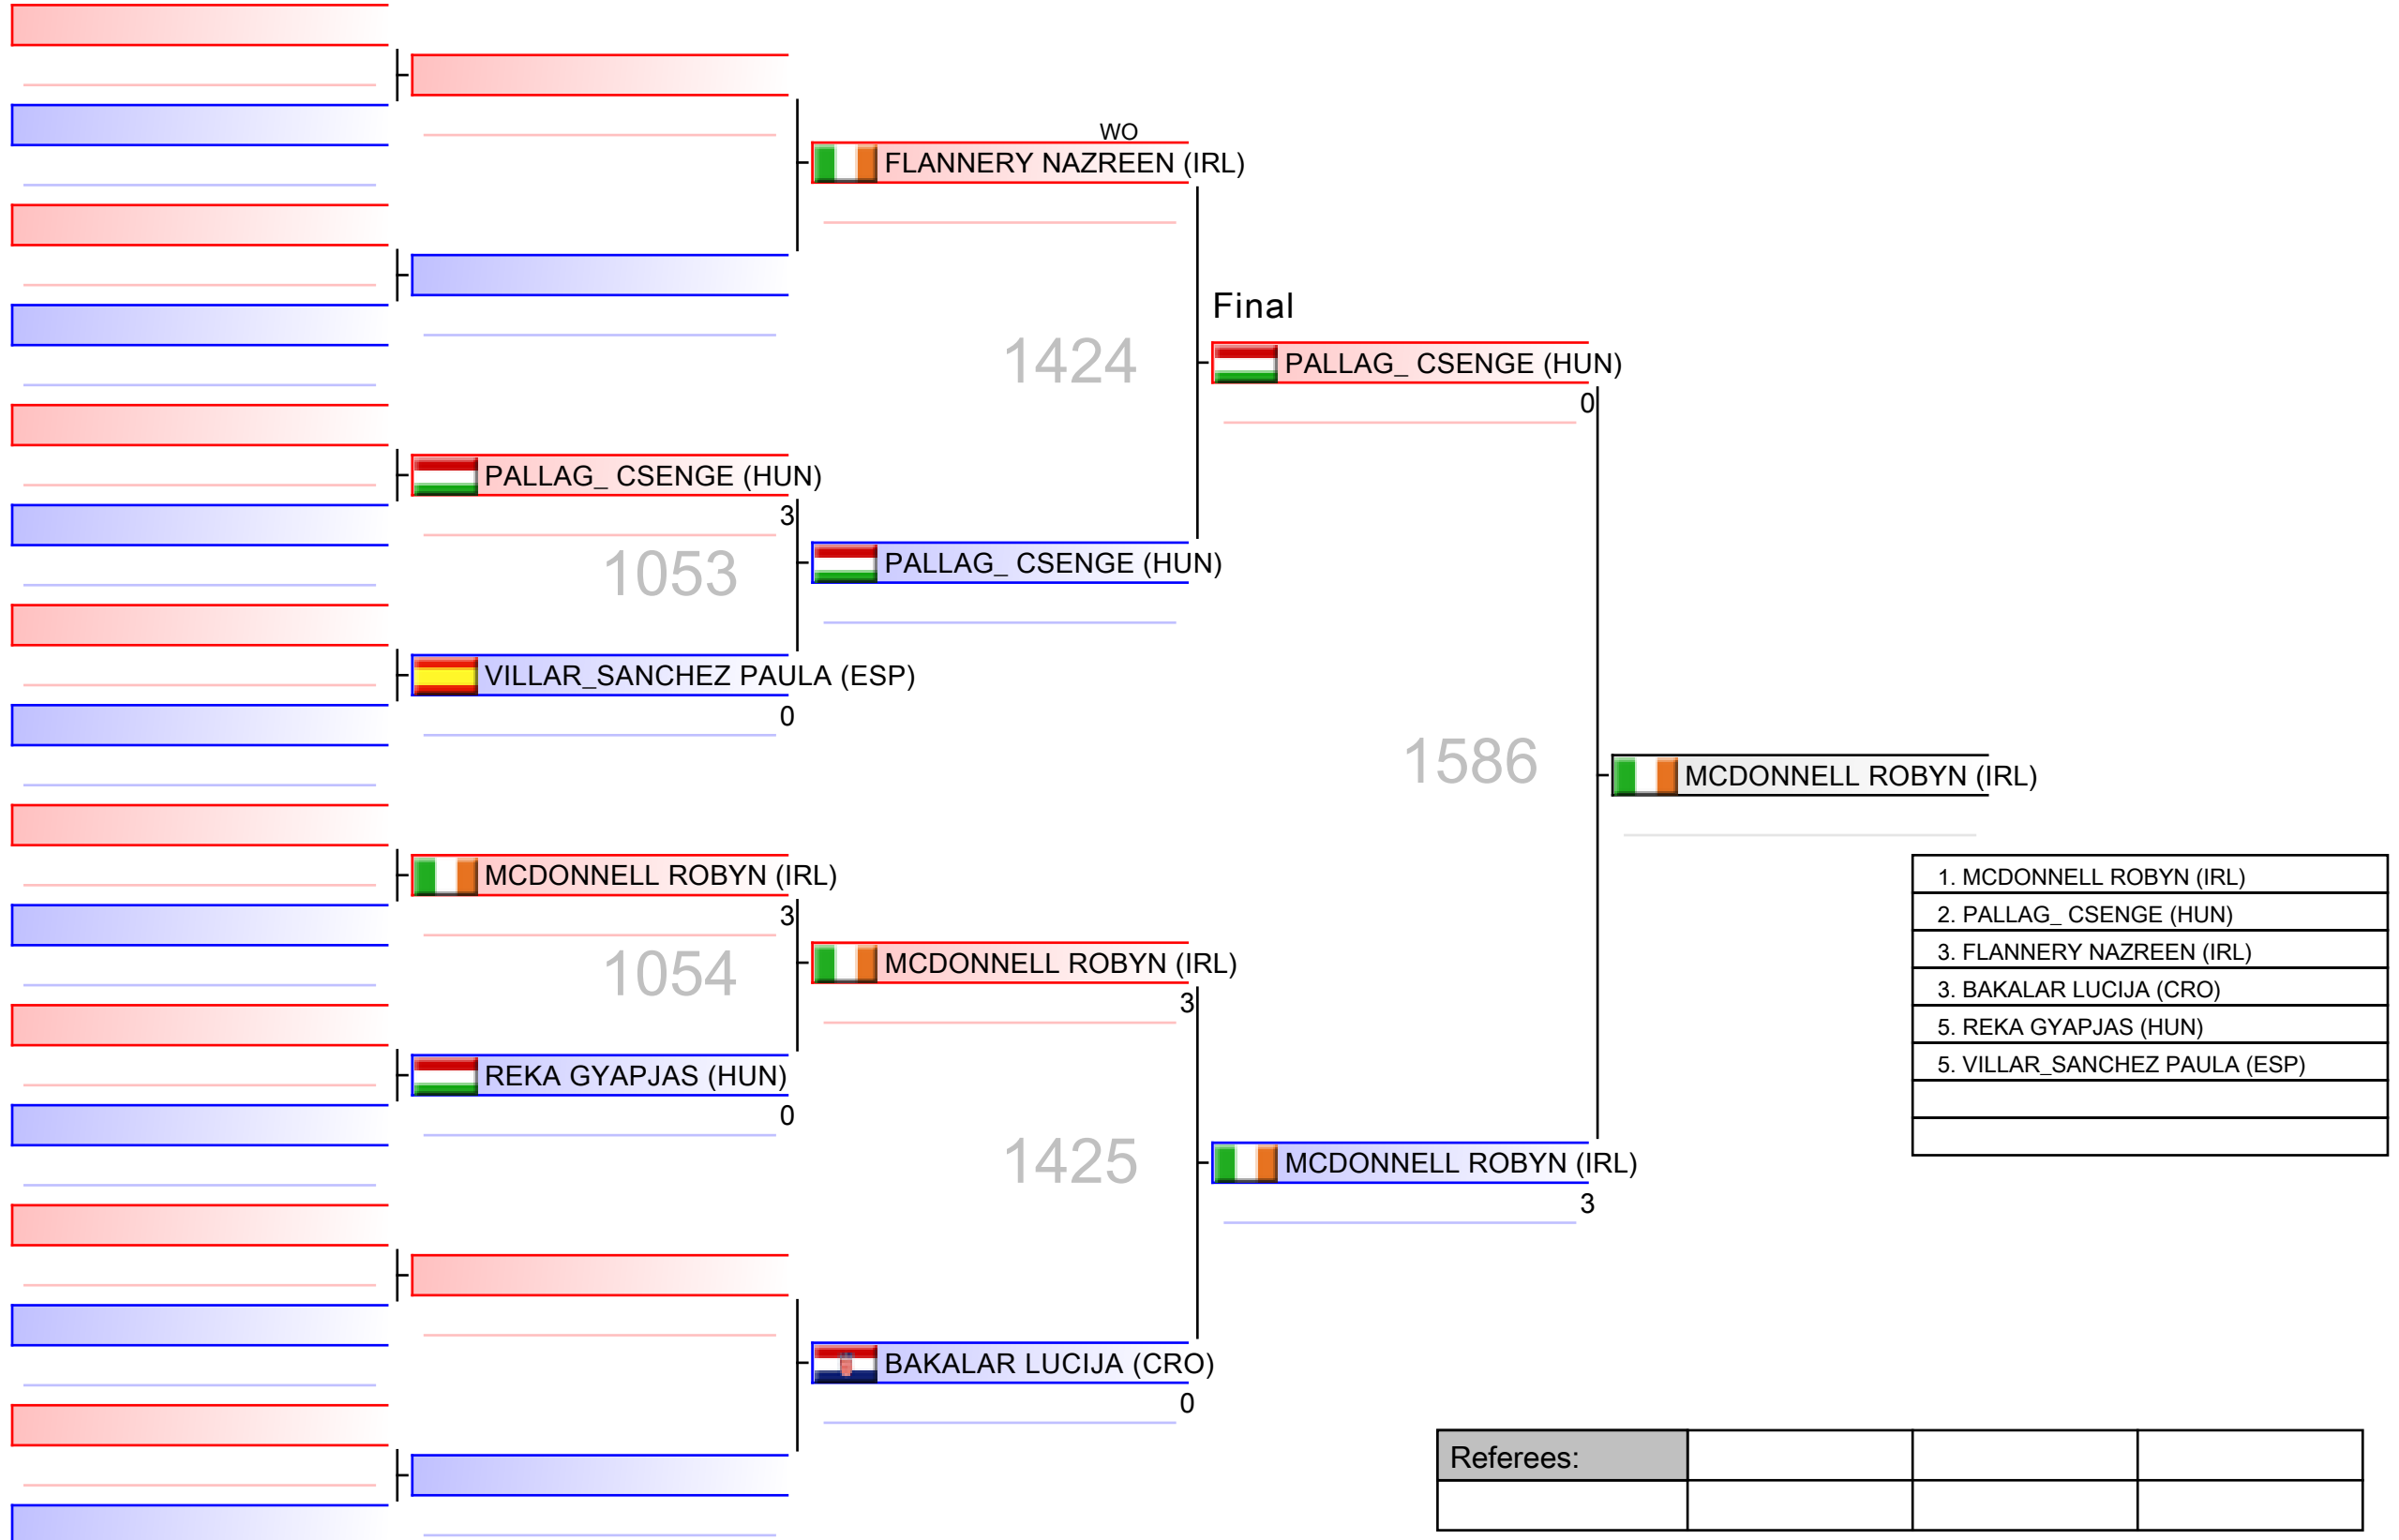 WO
FLANNERY NAZREEN (IRL)
Final
1424
PALLAG_ CSENGE (HUN)
0
PALLAG_ CSENGE (HUN)
3
1053
PALLAG_ CSENGE (HUN)
VILLAR_SANCHEZ PAULA (ESP)
0
1586
MCDONNELL ROBYN (IRL)
MCDONNELL ROBYN (IRL)
3
1054
MCDONNELL ROBYN (IRL)
3
REKA GYAPJAS (HUN)
0
1425
MCDONNELL ROBYN (IRL)
3
BAKALAR LUCIJA (CRO)
0
1. MCDONNELL ROBYN (IRL)
2. PALLAG_ CSENGE (HUN)
3. FLANNERY NAZREEN (IRL)
3. BAKALAR LUCIJA (CRO)
5. REKA GYAPJAS (HUN)
5. VILLAR_SANCHEZ PAULA (ESP)
Referees: